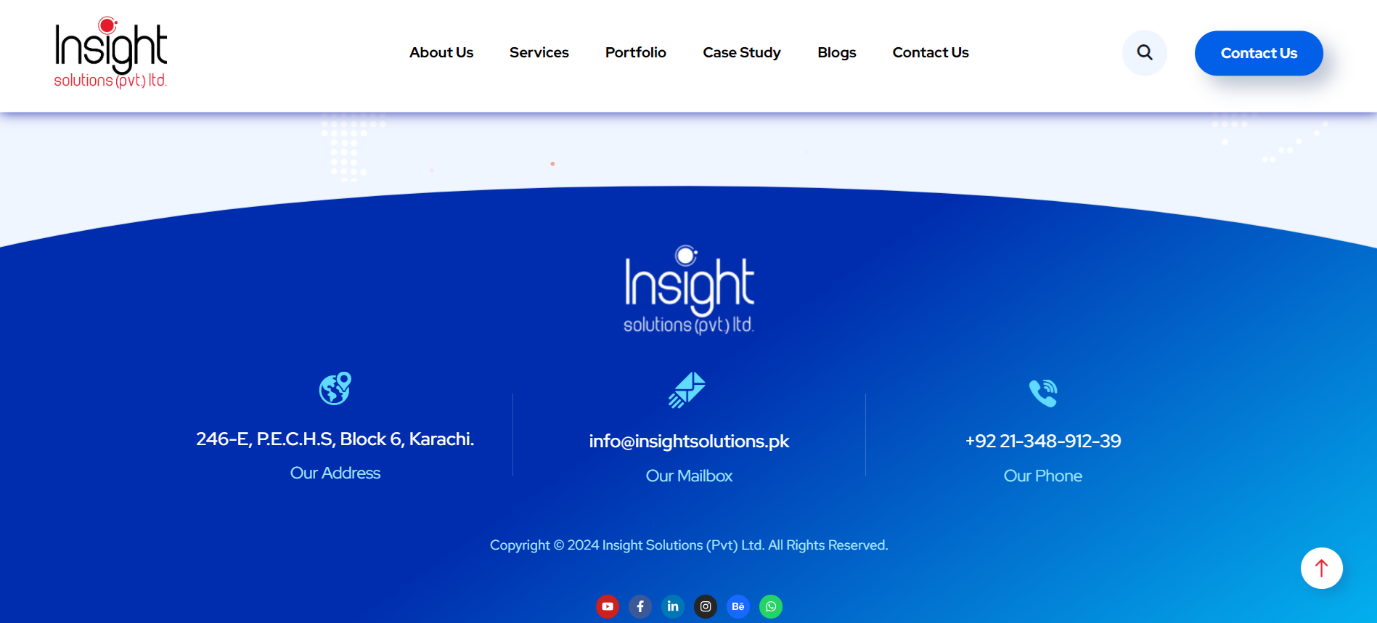 Insight
solutions (pvt) ltd.
About Us
Services
Portfolio
Case Study
Blogs
Contact Us
Contact Us
Insight
solutions (pvt) ltd.
246-E, P.E.C.H.S, Block 6, Karachi.
Our Address
info@insightsolutions.pk
Our Mailbox
+92 21-348-912-39
Our Phone
Copyright © 2024 Insight Solutions (Pvt) Ltd. All Rights Reserved.
f
in
Bē